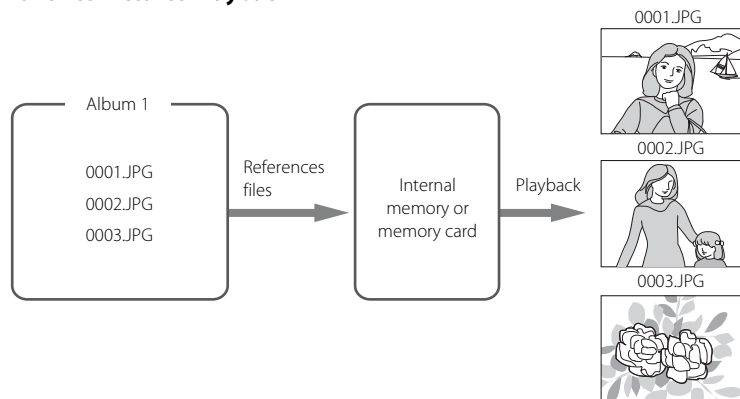 Album 1
0001.JPG
0002.JPG
0003.JPG
References
files
Internal
memory or
memory card
Playback
0001.JPG
0002.JPG
0003.JPG